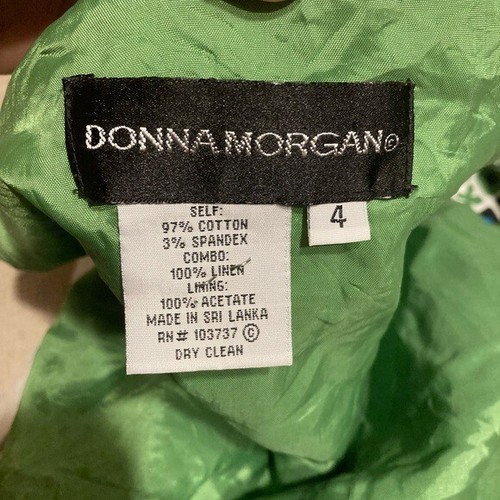 DONNA MORGAN©
4
SELF:
97% COTTON
3% SPANDEX
COMBO:
100% LINEN
LINING:
100% ACETATE
MADE IN SRI LANKA
RN# 103737 ©
DRY CLEAN